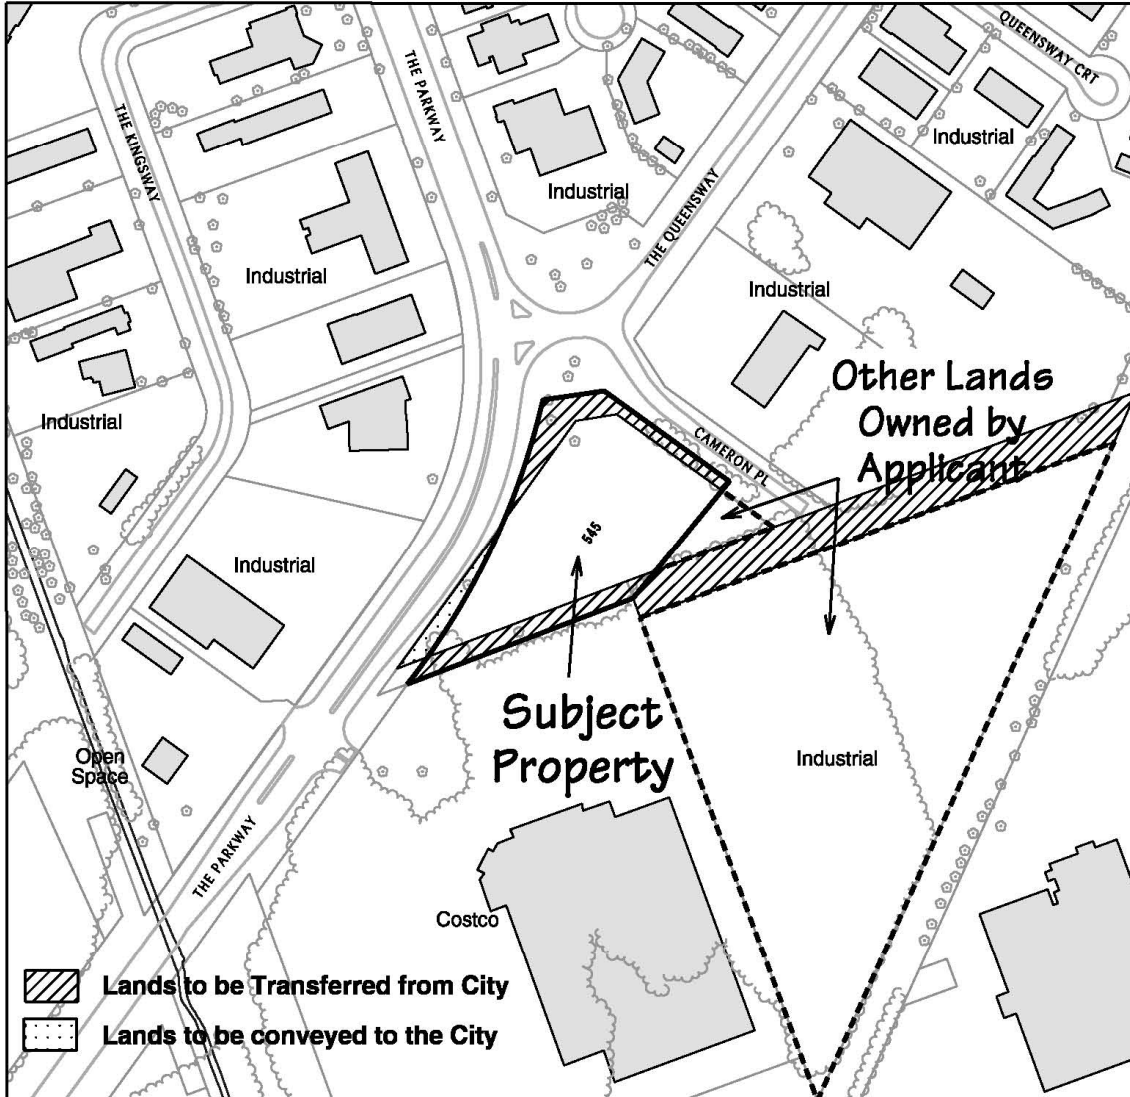 QUEENSWAY CRT
THE PARKWAY
THE KINGSWAY
Industrial
Industrial
THE QUEENSWAY
Industrial
Industrial
Other Lands
Owned by
Applicant
Industrial
CAMERON PL
545
Industrial
Subject
Property
Open
Space
Industrial
THE PARKWAY
Costco
Lands to be Transferred from City
Lands to be conveyed to the City